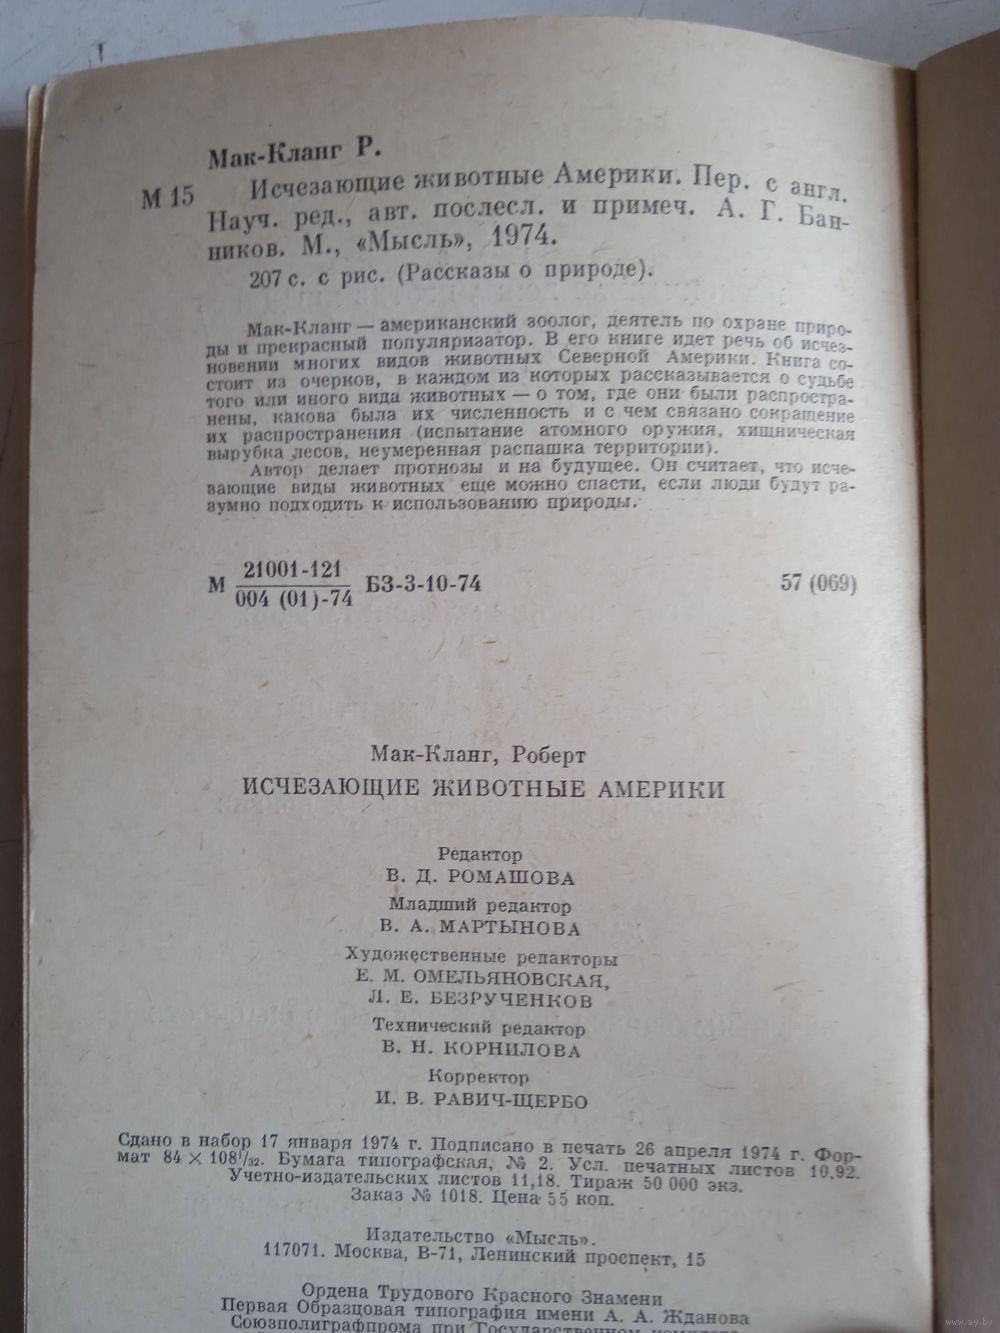 Мак-Кланг Р.
М 15 Исчезающие животные Америки. Пер. с англ.
Науч. ред., авт. послесл. и примеч. А. Г. Бан-
ников. М., «Мысль», 1974.
207 с. с рис. (Рассказы о природе).
Мак-Кланг — американский зоолог, деятель по охране приро-
ды и прекрасный популяризатор. В его книге идет речь об исчез-
новении многих видов животных Северной Америки. Книга со-
стоит из очерков, в каждом из которых рассказывается о судьбе
того или иного вида животных — о том, где они были распростра-
нены, какова была их численность и с чем связано сокращение
их распространения (испытание атомного оружия, хищническая
вырубка лесов, неумеренная распашка территории).
Автор делает прогнозы и на будущее. Он считает, что исче-
зающие виды животных еще можно спасти, если люди будут ра-
зумно подходить к использованию природы.
М 21001-121 / 004 (01)-74 БЗ-3-10-74 57 (069)
Мак-Кланг, Роберт
ИСЧЕЗАЮЩИЕ ЖИВОТНЫЕ АМЕРИКИ
Редактор
В. Д. РОМАШОВА
Младший редактор
В. А. МАРТЫНОВА
Художественные редакторы
Е. М. ОМЕЛЬЯНОВСКАЯ,
Л. Е. БЕЗРУЧЕНКОВ
Технический редактор
В. Н. КОРНИЛОВА
Корректор
И. В. РАВИЧ-ЩЕРБО
Сдано в набор 17 января 1974 г. Подписано в печать 26 апреля 1974 г. Фор-
мат 84 × 108 1/32. Бумага типографская, № 2. Усл. печатных листов 10,92.
Учетно-издательских листов 11,18. Тираж 50 000 экз.
Заказ № 1018. Цена 55 коп.
Издательство «Мысль».
117071. Москва, В-71, Ленинский проспект, 15
Ордена Трудового Красного Знамени
Первая Образцовая типография имени А. А. Жданова
Союзполиграфпрома при Государственном комитете
www.ay.by